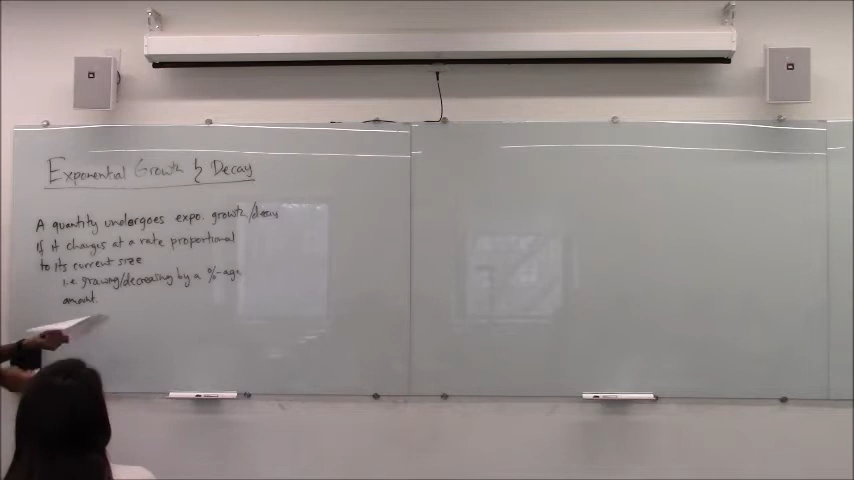 Exponential Growth & Decay
A quantity undergoes expo. growth/decay
if it changes at a rate proportional
to its current size
i.e. growing/decreasing by a %-age
amount.